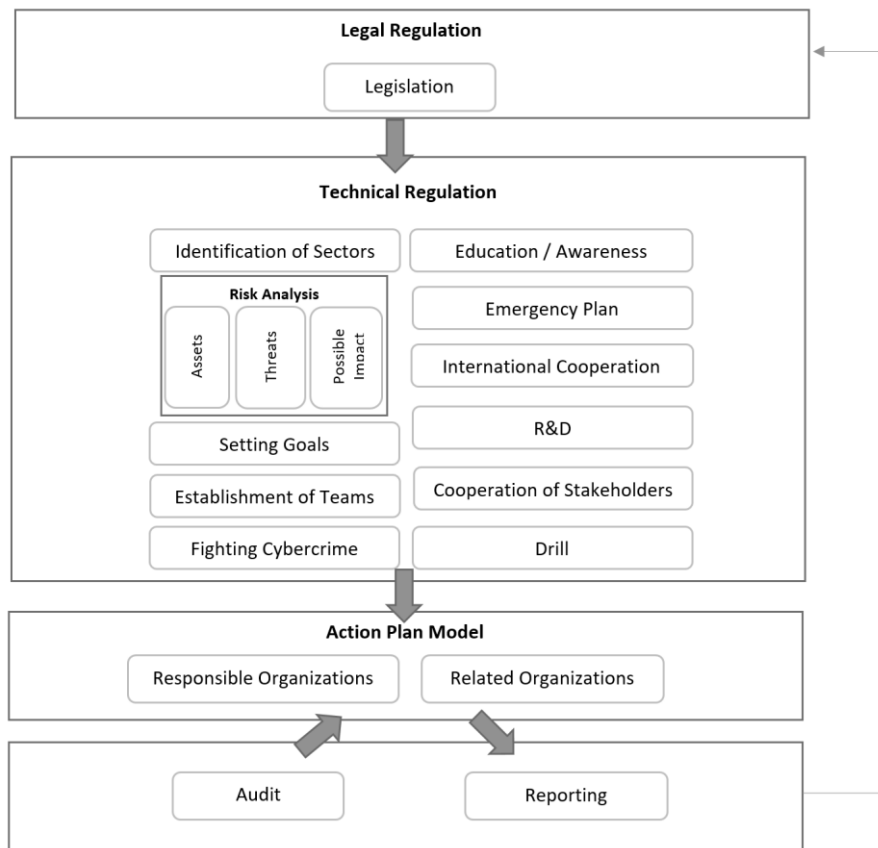 Legal Regulation
Legislation
Technical Regulation
Identification of Sectors
Risk Analysis
Assets
Threats
Possible
Impact
Setting Goals
Establishment of Teams
Fighting Cybercrime
Education / Awareness
Emergency Plan
International Cooperation
R&D
Cooperation of Stakeholders
Drill
Action Plan Model
Responsible Organizations
Related Organizations
Audit
Reporting